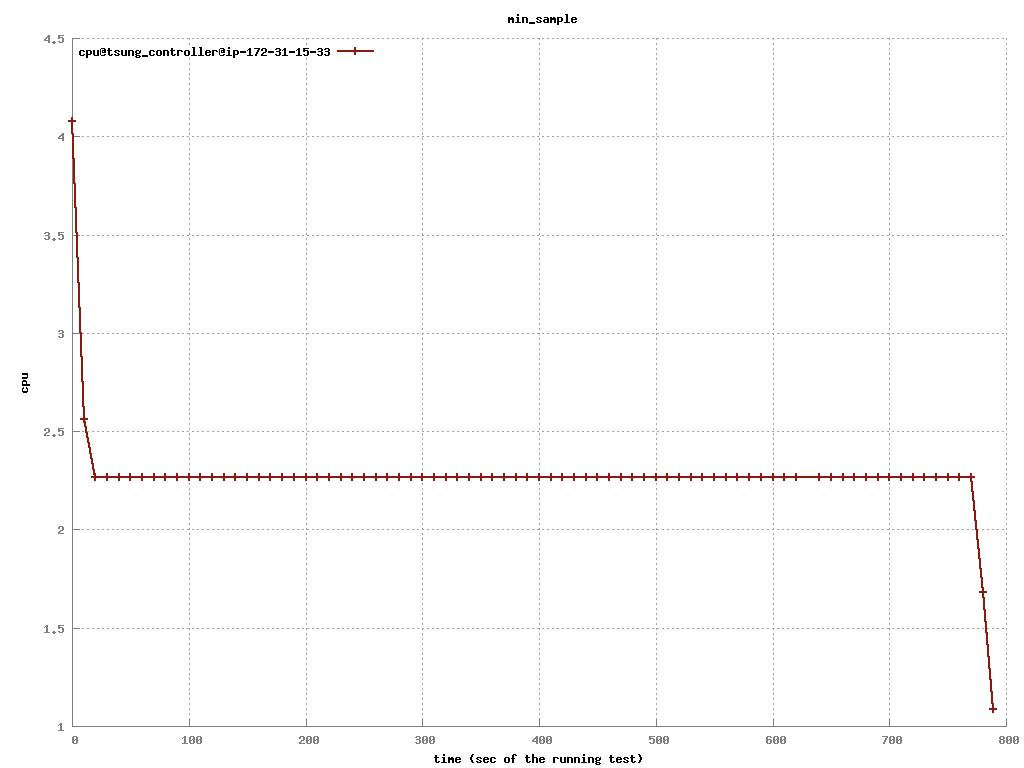 min_sample
cpu@tsung_controller@ip-172-31-15-33
4.5
4
3.5
3
2.5
2
1.5
1
cpu
0 100 200 300 400 500 600 700 800
time (sec of the running test)